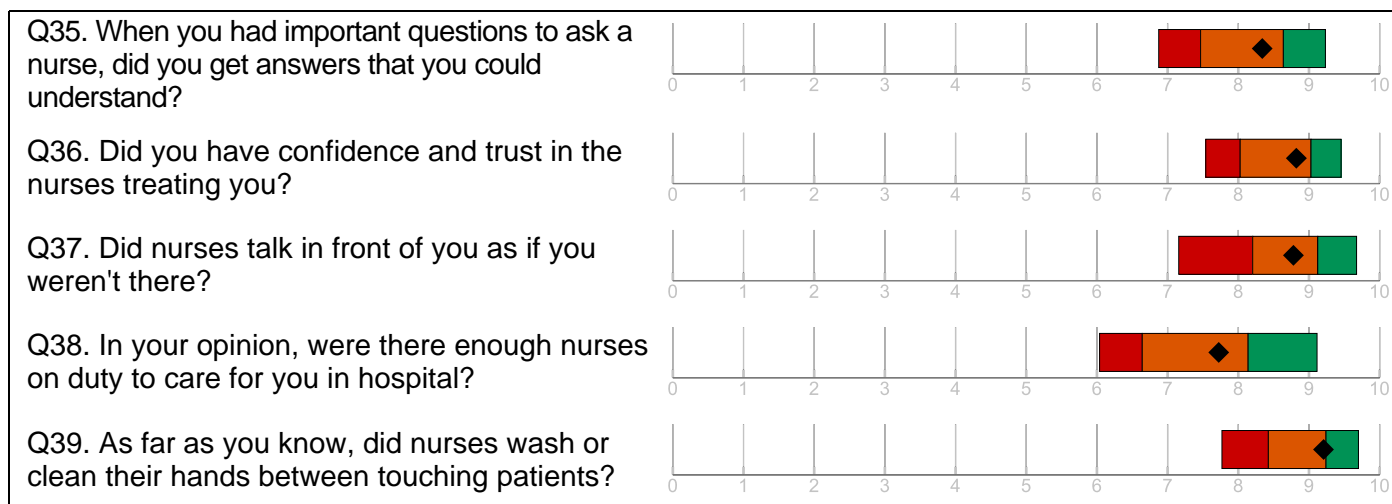 Q35. When you had important questions to ask a
nurse, did you get answers that you could
understand?
0 1 2 3 4 5 6 7 8 9 10
Q36. Did you have confidence and trust in the
nurses treating you?
0 1 2 3 4 5 6 7 8 9 10
Q37. Did nurses talk in front of you as if you
weren't there?
0 1 2 3 4 5 6 7 8 9 10
Q38. In your opinion, were there enough nurses
on duty to care for you in hospital?
0 1 2 3 4 5 6 7 8 9 10
Q39. As far as you know, did nurses wash or
clean their hands between touching patients?
0 1 2 3 4 5 6 7 8 9 10